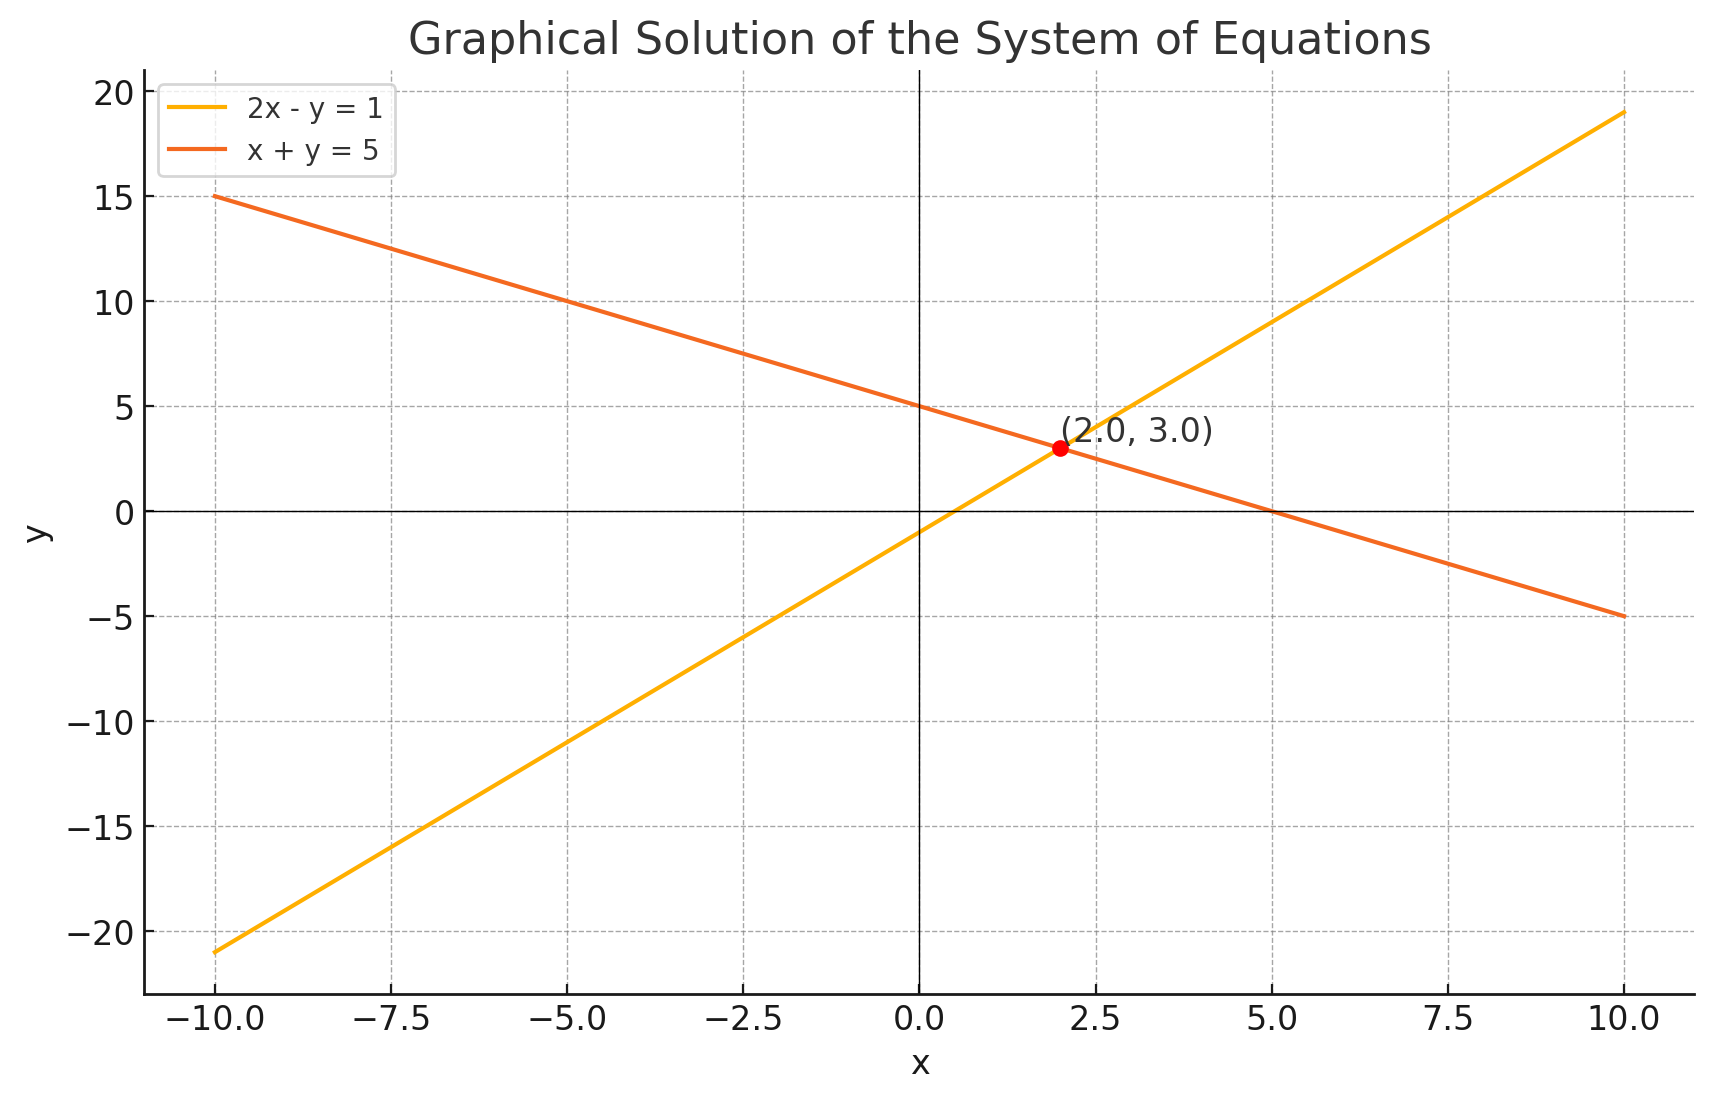 Graphical Solution of the System of Equations
2x - y = 1
x + y = 5
20
15
10
5
0
−5
−10
−15
−20
y
(2.0, 3.0)
−10.0 −7.5 −5.0 −2.5 0.0 2.5 5.0 7.5 10.0
x